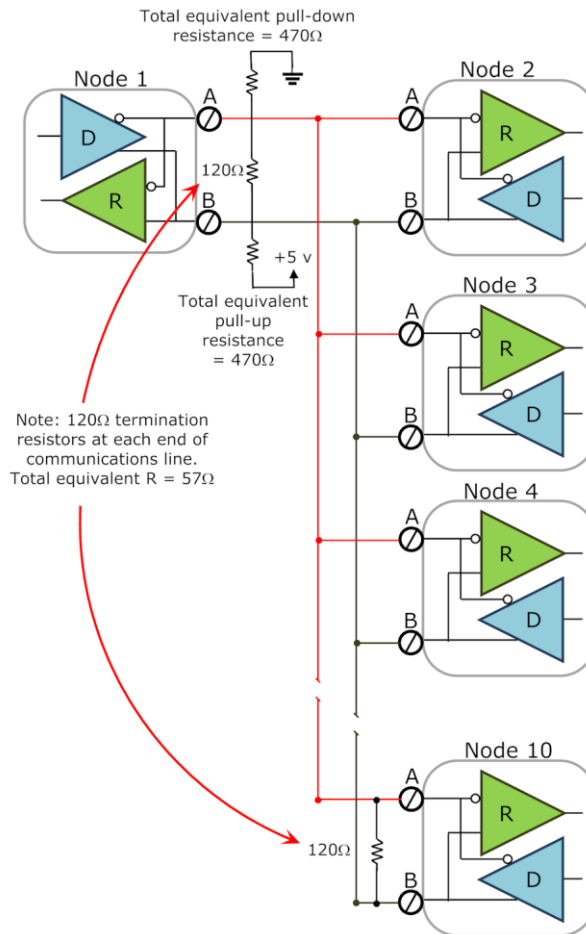 Total equivalent pull-down
resistance = 470Ω
Node 1
Node 2
A
A
D
R
120Ω
R
D
B
B
+5 v
Total equivalent
pull-up
resistance
= 470Ω
Node 3
A
R
D
B
Note: 120Ω termination
resistors at each end of
communications line.
Total equivalent R = 57Ω
Node 4
A
R
D
B
Node 10
A
R
120Ω
D
B